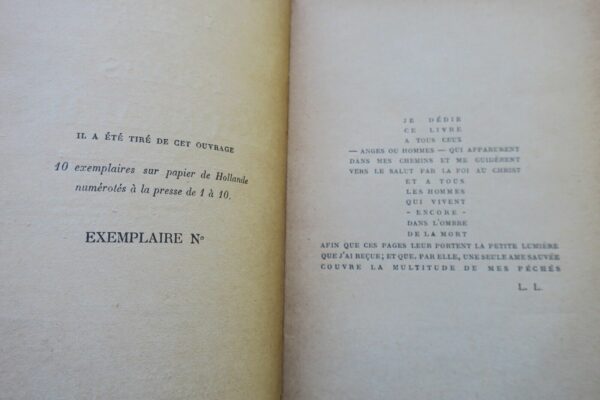 IL A ÉTÉ TIRÉ DE CET OUVRAGE
10 exemplaires sur papier de Hollande
numérotés à la presse de 1 à 10.
EXEMPLAIRE Nº
JE DÉDIE
CE LIVRE
A TOUS CEUX
— ANGES OU HOMMES — QUI APPARURENT
DANS MES CHEMINS ET ME GUIDÈRENT
VERS LE SALUT PAR LA FOI AU CHRIST
ET A TOUS
LES HOMMES
QUI VIVENT
- ENCORE -
DANS L'OMBRE
DE LA MORT
AFIN QUE CES PAGES LEUR PORTENT LA PETITE LUMIÈRE
QUE J'AI REÇUE; ET QUE, PAR ELLE, UNE SEULE AME SAUVÉE
COUVRE LA MULTITUDE DE MES PÉCHÉS
L. L.